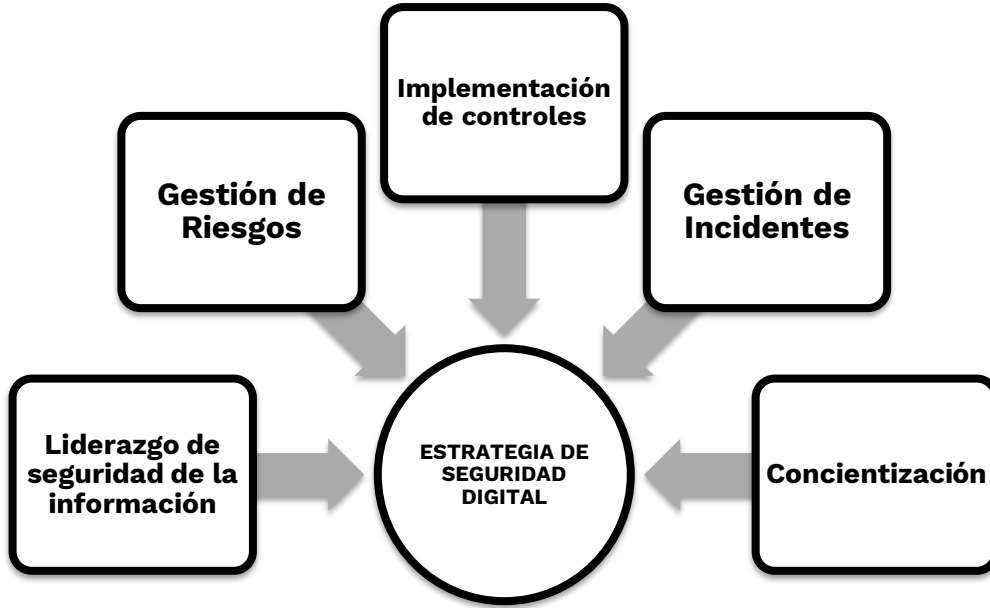 Implementación
de controles
Gestión de
Riesgos
Gestión de
Incidentes
Liderazgo de
seguridad de la
información
ESTRATEGIA DE
SEGURIDAD
DIGITAL
Concientización